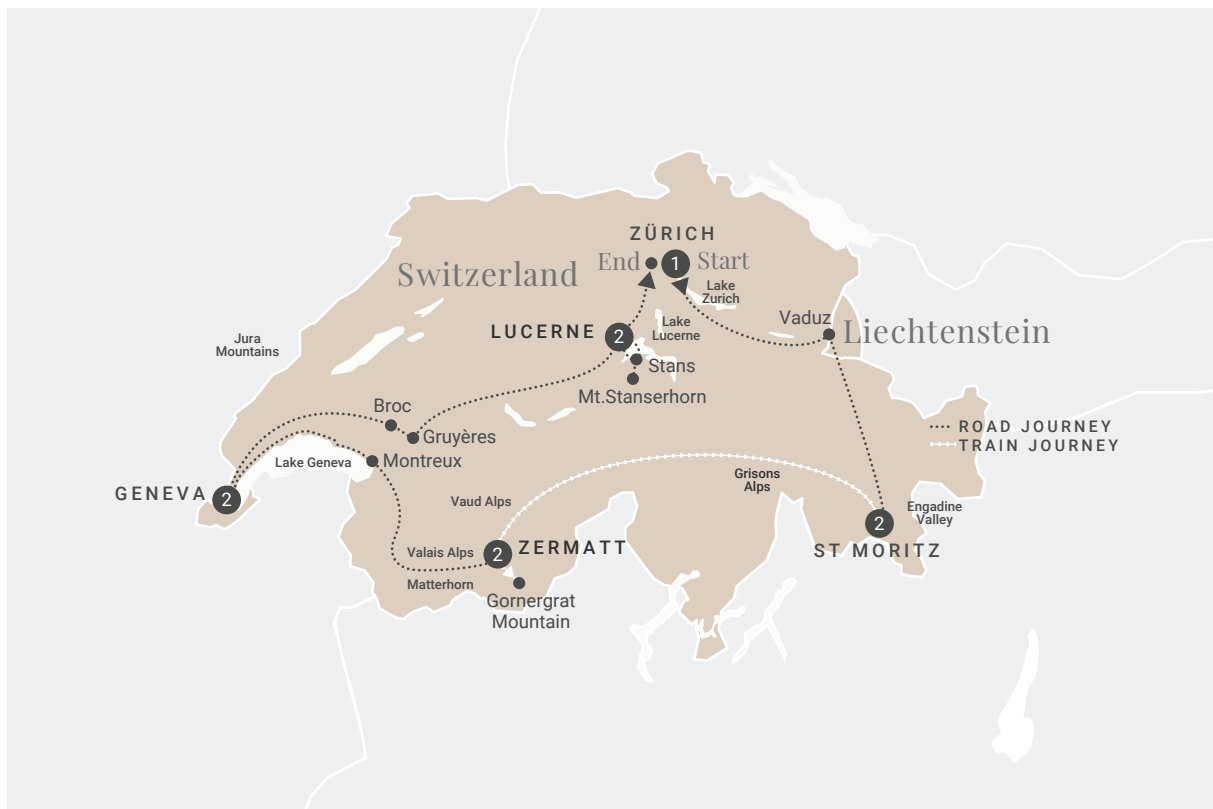 ZÜRICH
End
1
Start
Switzerland
Lake
Zurich
Vaduz
Liechtenstein
LUCERNE
2
Lake
Lucerne
Jura
Mountains
Stans
Mt.Stanserhorn
Broc
Gruyères
Montreux
Lake Geneva
GENEVA
2
ROAD JOURNEY
TRAIN JOURNEY
Grisons
Alps
Vaud Alps
Engadine
Valley
2
ST MORITZ
Valais Alps
2
ZERMATT
Matterhorn
Gornergrat
Mountain